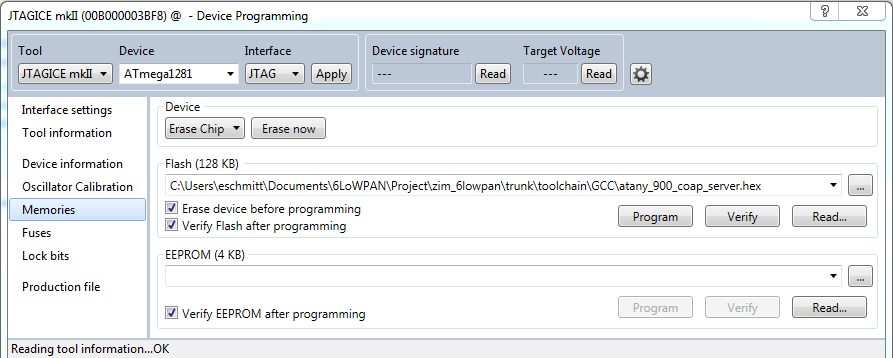 JTAGICE mkII (00B000003BF8) @  - Device Programming
Tool Device Interface Device signature Target Voltage
JTAGICE mkII ATmega1281 JTAG Apply --- Read --- Read
Interface settings
Tool information
Device information
Oscillator Calibration
Memories
Fuses
Lock bits
Production file
Device
Erase Chip Erase now
Flash (128 KB)
C:\Users\eschmitt\Documents\6LoWPAN\Project\zim_6lowpan\trunk\toolchain\GCC\atany_900_coap_server.hex ...
Erase device before programming
Verify Flash after programming
Program Verify Read...
EEPROM (4 KB)
...
Verify EEPROM after programming
Program Verify Read...
Reading tool information...OK